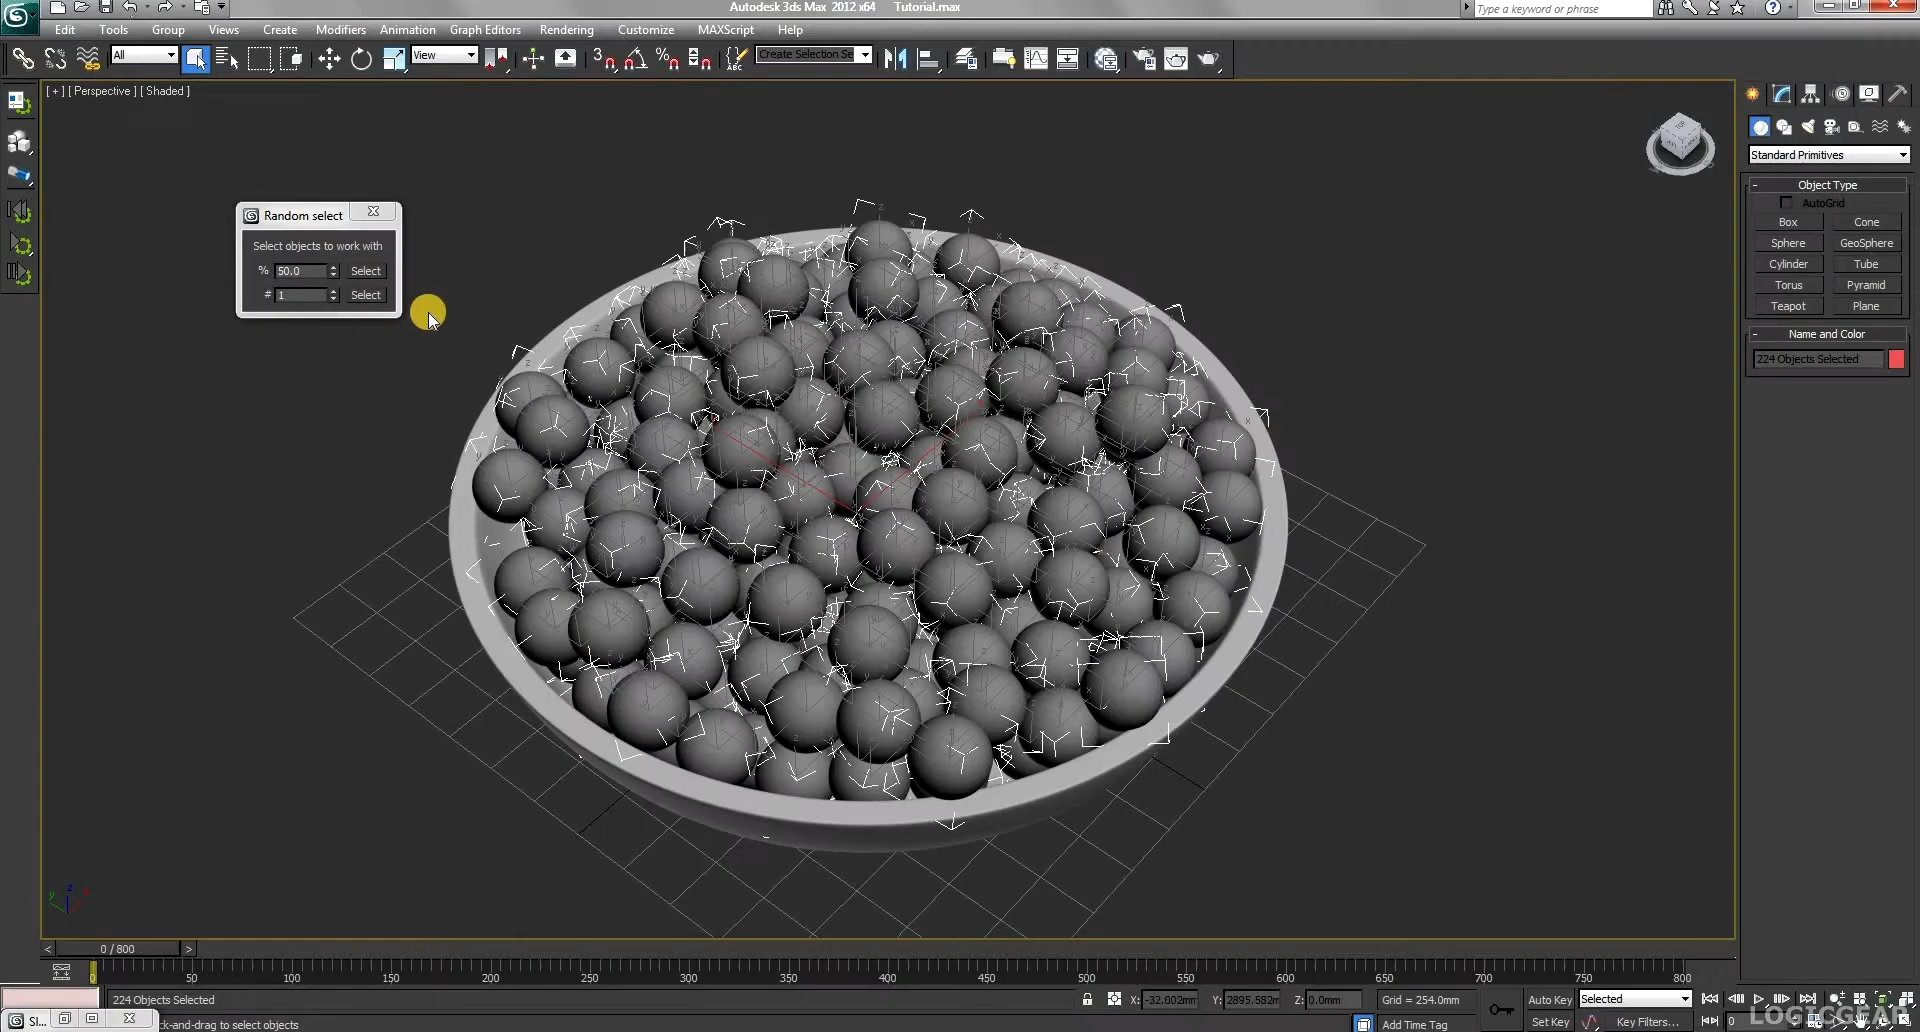 Autodesk 3ds Max 2012 x64 Tutorial.max
Type a keyword or phrase
Edit Tools Group Views Create Modifiers Animation Graph Editors Rendering Customize MAXScript Help
All
View
ABC
Create Selection Se
[ + ] [ Perspective ] [ Shaded ]
Standard Primitives
Object Type
AutoGrid
Box Cone
Sphere GeoSphere
Cylinder Tube
Torus Pyramid
Teapot Plane
Name and Color
224 Objects Selected
Random select
Select objects to work with
% 50.0 Select
# 1 Select
0 / 800
0 50 100 150 200 250 300 350 400 450 500 550 600 650 700 750 800
224 Objects Selected
X: -32.002mm Y: 2895.582m Z: 0.0mm Grid = 254.0mm
Auto Key Selected
Sl...
ck-and-drag to select objects
Add Time Tag
Set Key Key Filters...
0
LOGICGEAR